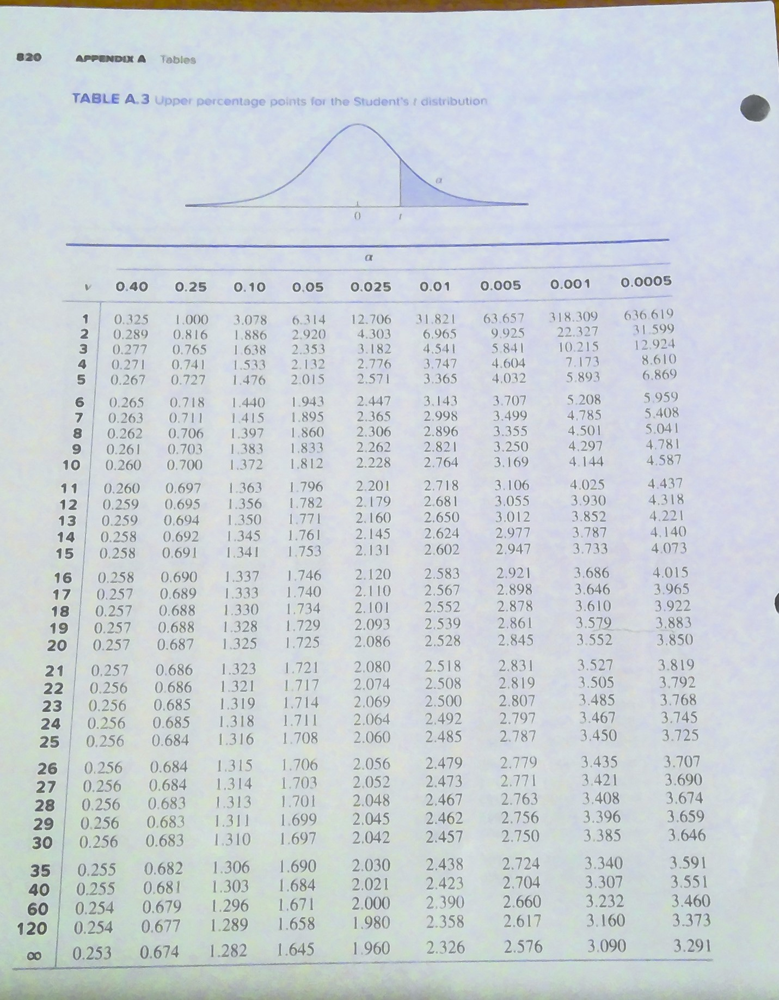 820 APPENDIX A Tables
TABLE A.3 Upper percentage points for the Student's t distribution
α
0 t
α
ν 0.40 0.25 0.10 0.05 0.025 0.01 0.005 0.001 0.0005
1 0.325 1.000 3.078 6.314 12.706 31.821 63.657 318.309 636.619
2 0.289 0.816 1.886 2.920 4.303 6.965 9.925 22.327 31.599
3 0.277 0.765 1.638 2.353 3.182 4.541 5.841 10.215 12.924
4 0.271 0.741 1.533 2.132 2.776 3.747 4.604 7.173 8.610
5 0.267 0.727 1.476 2.015 2.571 3.365 4.032 5.893 6.869
6 0.265 0.718 1.440 1.943 2.447 3.143 3.707 5.208 5.959
7 0.263 0.711 1.415 1.895 2.365 2.998 3.499 4.785 5.408
8 0.262 0.706 1.397 1.860 2.306 2.896 3.355 4.501 5.041
9 0.261 0.703 1.383 1.833 2.262 2.821 3.250 4.297 4.781
10 0.260 0.700 1.372 1.812 2.228 2.764 3.169 4.144 4.587
11 0.260 0.697 1.363 1.796 2.201 2.718 3.106 4.025 4.437
12 0.259 0.695 1.356 1.782 2.179 2.681 3.055 3.930 4.318
13 0.259 0.694 1.350 1.771 2.160 2.650 3.012 3.852 4.221
14 0.258 0.692 1.345 1.761 2.145 2.624 2.977 3.787 4.140
15 0.258 0.691 1.341 1.753 2.131 2.602 2.947 3.733 4.073
16 0.258 0.690 1.337 1.746 2.120 2.583 2.921 3.686 4.015
17 0.257 0.689 1.333 1.740 2.110 2.567 2.898 3.646 3.965
18 0.257 0.688 1.330 1.734 2.101 2.552 2.878 3.610 3.922
19 0.257 0.688 1.328 1.729 2.093 2.539 2.861 3.579 3.883
20 0.257 0.687 1.325 1.725 2.086 2.528 2.845 3.552 3.850
21 0.257 0.686 1.323 1.721 2.080 2.518 2.831 3.527 3.819
22 0.256 0.686 1.321 1.717 2.074 2.508 2.819 3.505 3.792
23 0.256 0.685 1.319 1.714 2.069 2.500 2.807 3.485 3.768
24 0.256 0.685 1.318 1.711 2.064 2.492 2.797 3.467 3.745
25 0.256 0.684 1.316 1.708 2.060 2.485 2.787 3.450 3.725
26 0.256 0.684 1.315 1.706 2.056 2.479 2.779 3.435 3.707
27 0.256 0.684 1.314 1.703 2.052 2.473 2.771 3.421 3.690
28 0.256 0.683 1.313 1.701 2.048 2.467 2.763 3.408 3.674
29 0.256 0.683 1.311 1.699 2.045 2.462 2.756 3.396 3.659
30 0.256 0.683 1.310 1.697 2.042 2.457 2.750 3.385 3.646
35 0.255 0.682 1.306 1.690 2.030 2.438 2.724 3.340 3.591
40 0.255 0.681 1.303 1.684 2.021 2.423 2.704 3.307 3.551
60 0.254 0.679 1.296 1.671 2.000 2.390 2.660 3.232 3.460
120 0.254 0.677 1.289 1.658 1.980 2.358 2.617 3.160 3.373
∞ 0.253 0.674 1.282 1.645 1.960 2.326 2.576 3.090 3.291